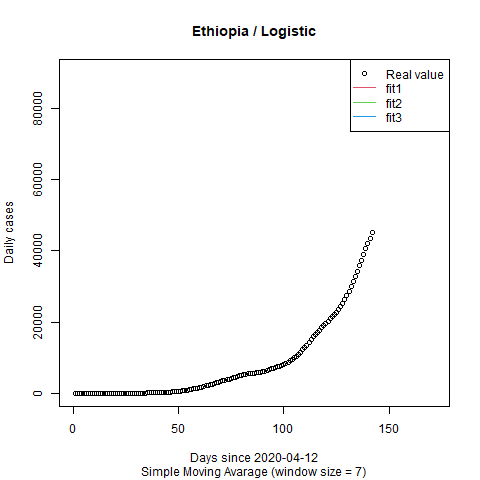 Ethiopia / Logistic
Real value
fit1
fit2
fit3
Daily cases
80000
60000
40000
20000
0
0 50 100 150
Days since 2020-04-12
Simple Moving Avarage (window size = 7)